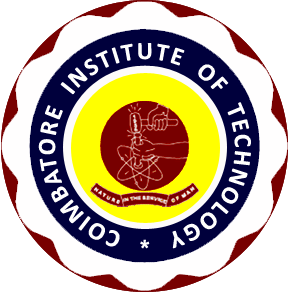 COIMBATORE INSTITUTE OF TECHNOLOGY *
NATURE IN THE SERVICE OF MAN